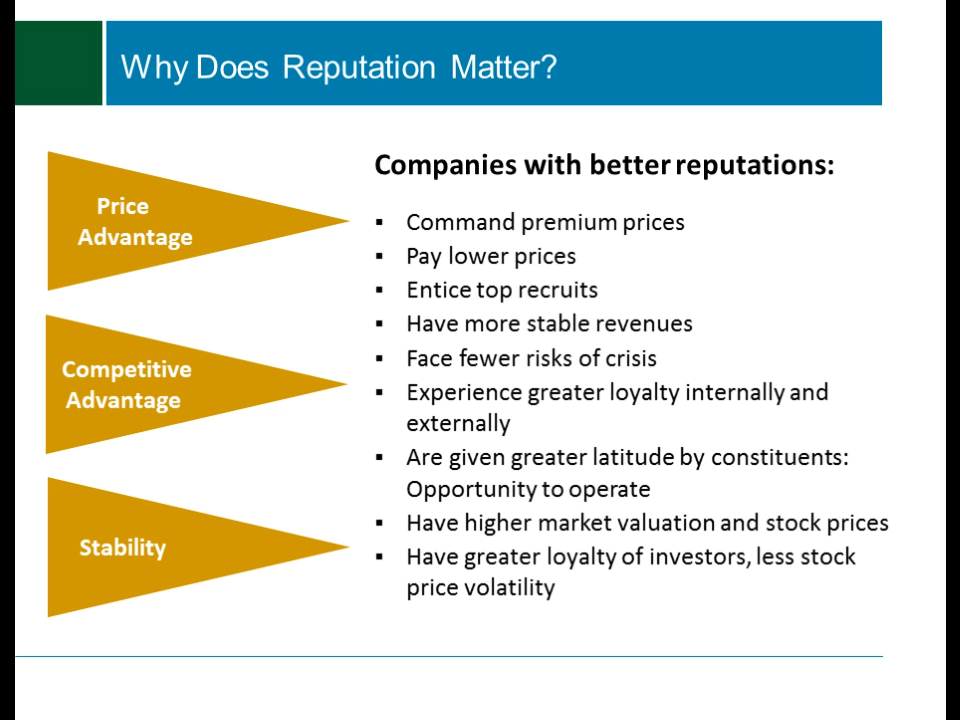 Why Does Reputation Matter?
Price
Advantage
Competitive
Advantage
Stability
Companies with better reputations:
▪ Command premium prices
▪ Pay lower prices
▪ Entice top recruits
▪ Have more stable revenues
▪ Face fewer risks of crisis
▪ Experience greater loyalty internally and
externally
▪ Are given greater latitude by constituents:
Opportunity to operate
▪ Have higher market valuation and stock prices
▪ Have greater loyalty of investors, less stock
price volatility